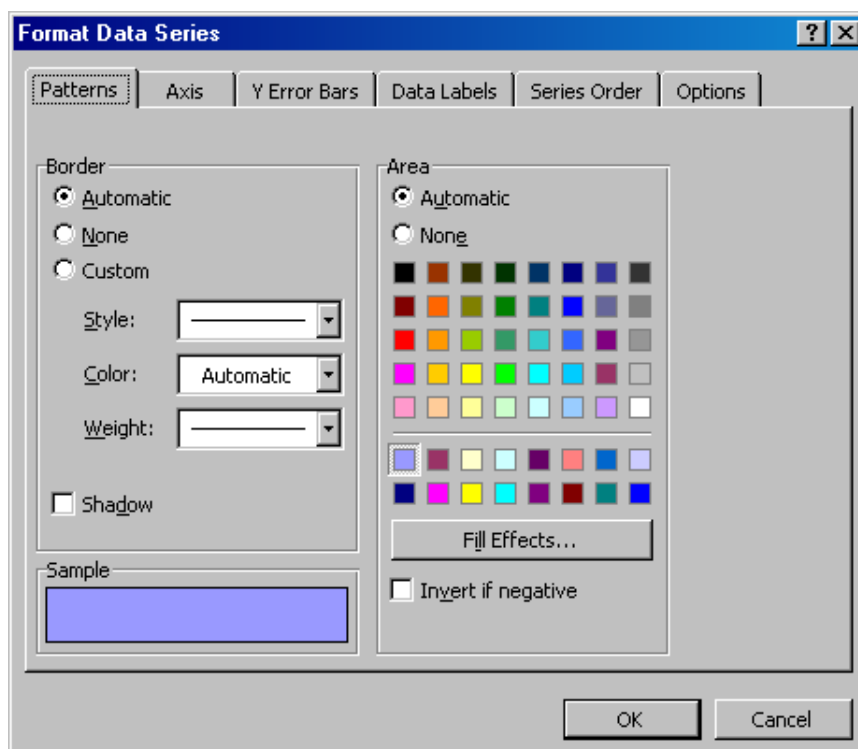 Format Data Series
Patterns Axis Y Error Bars Data Labels Series Order Options
Border
Automatic
None
Custom
Style:
Color: Automatic
Weight:
Shadow
Sample
Area
Automatic
None
Fill Effects...
Invert if negative
OK Cancel